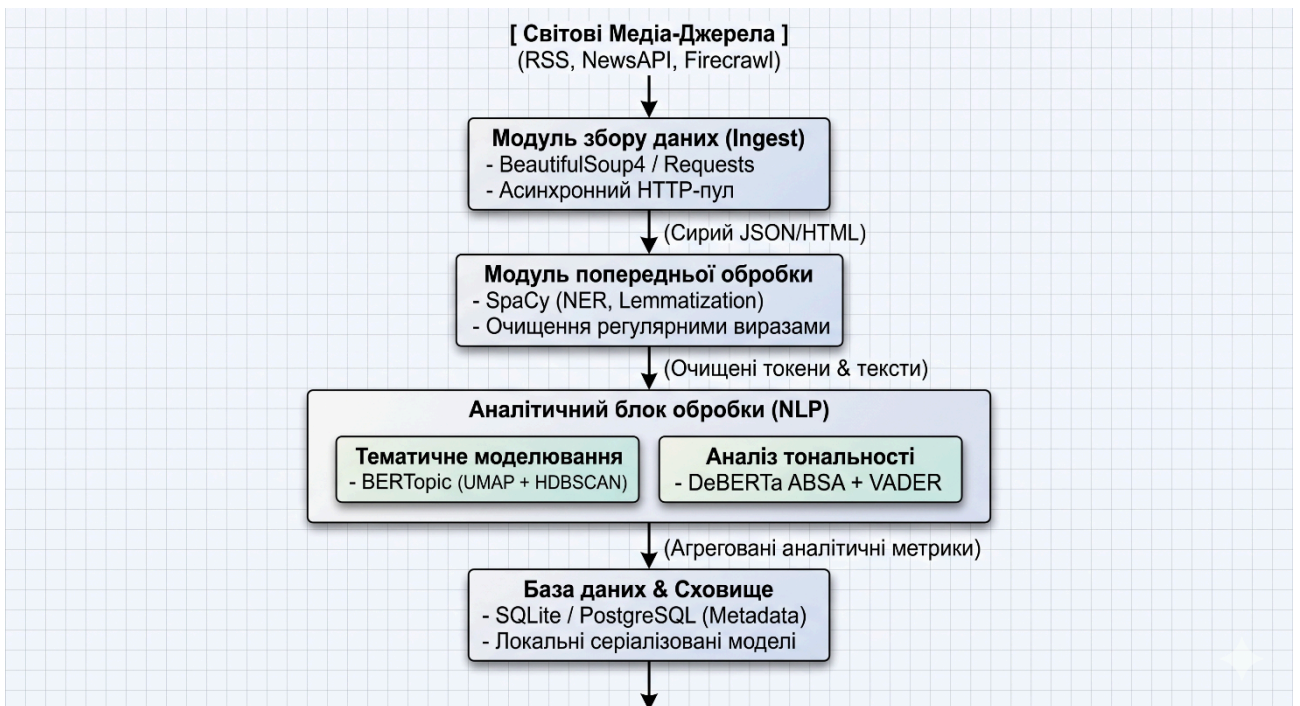 [ Світові Медіа-Джерела ]
(RSS, NewsAPI, Firecrawl)
Модуль збору даних (Ingest)
- BeautifulSoup4 / Requests
- Асинхронний HTTP-пул
(Сирий JSON/HTML)
Модуль попередньої обробки
- SpaCy (NER, Lemmatization)
- Очищення регулярними виразами
(Очищені токени & тексти)
Аналітичний блок обробки (NLP)
Тематичне моделювання
- BERTopic (UMAP + HDBSCAN)
Аналіз тональності
- DeBERTa ABSA + VADER
(Агреговані аналітичні метрики)
База даних & Сховище
- SQLite / PostgreSQL (Metadata)
- Локальні серіалізовані моделі